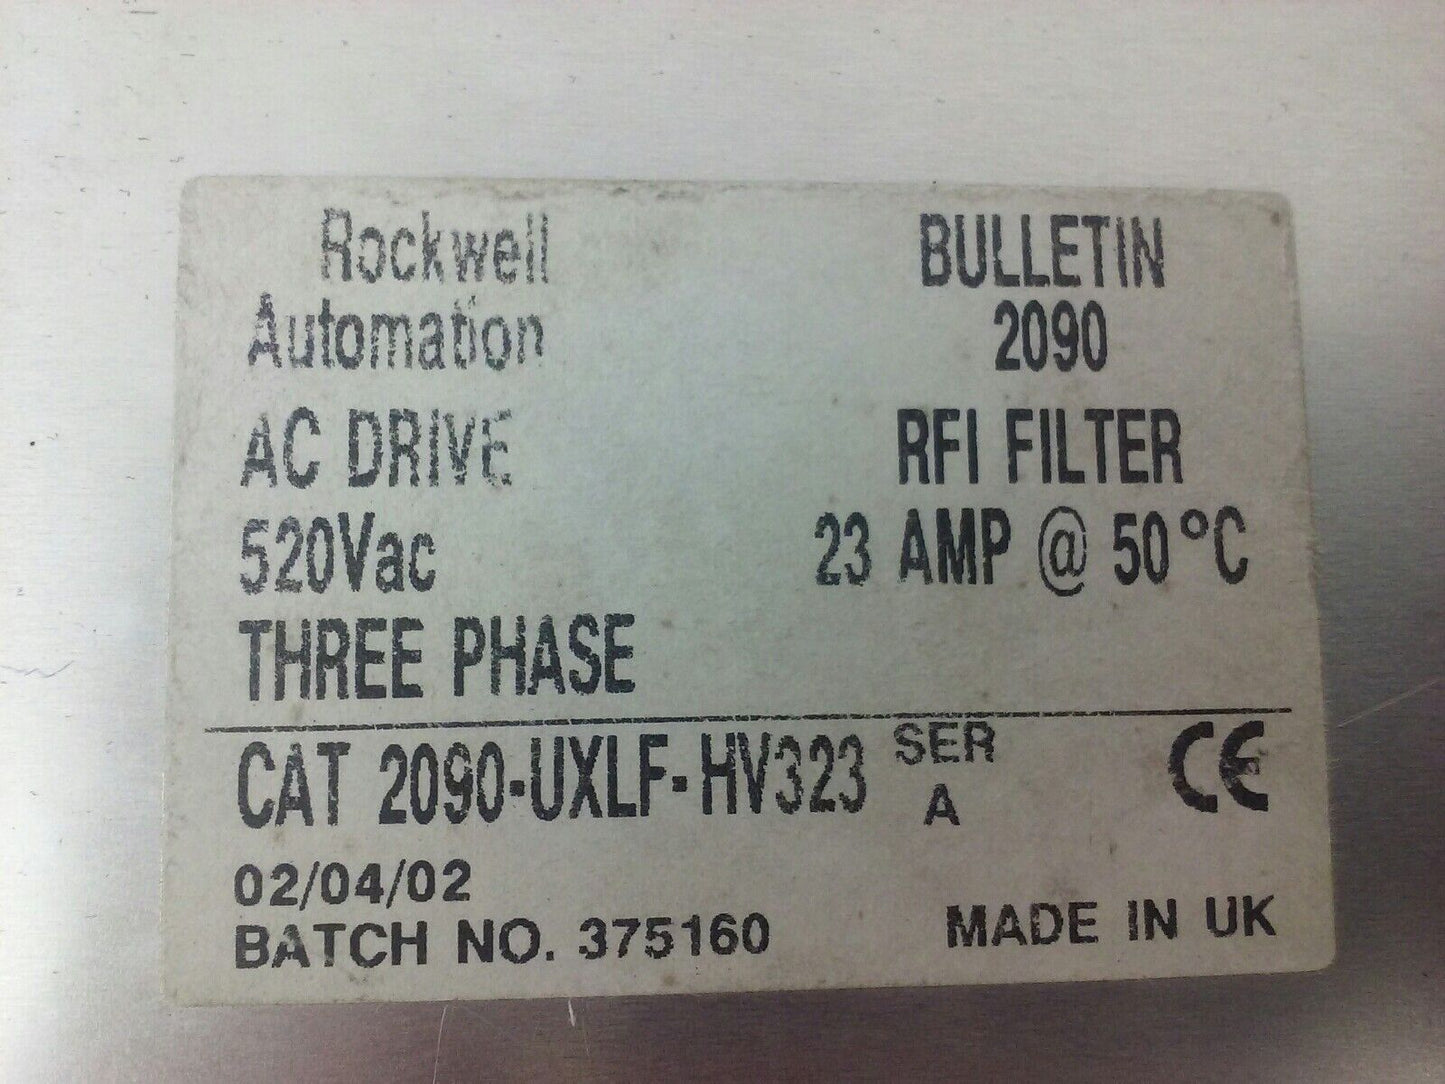 Rockwell
Automation
BULLETIN
2090
AC DRIVE
RFI FILTER
520Vac
23 AMP @ 50°C
THREE PHASE
CAT 2090-UXLF-HV323 SER
A
CE
02/04/02
BATCH NO. 375160
MADE IN UK